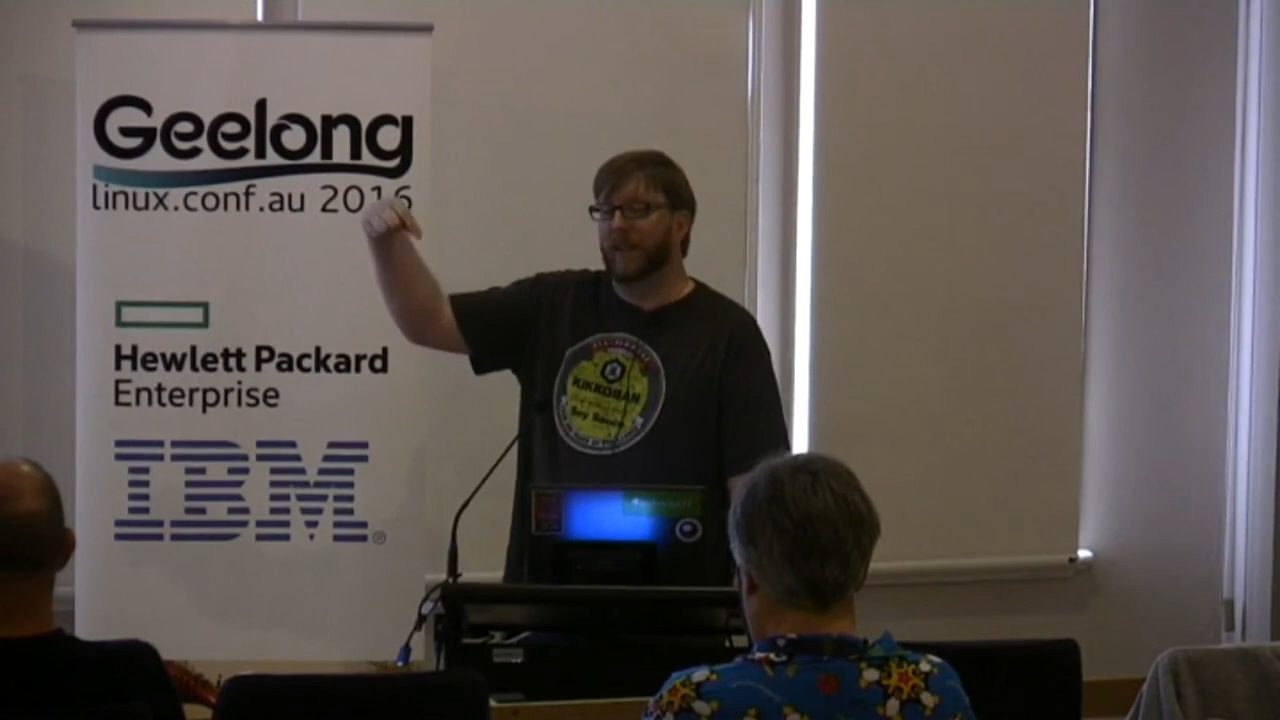 Geelong
linux.conf.au 2016
Hewlett Packard
Enterprise
IBM®
KIKKOMAN
Soy Sauce